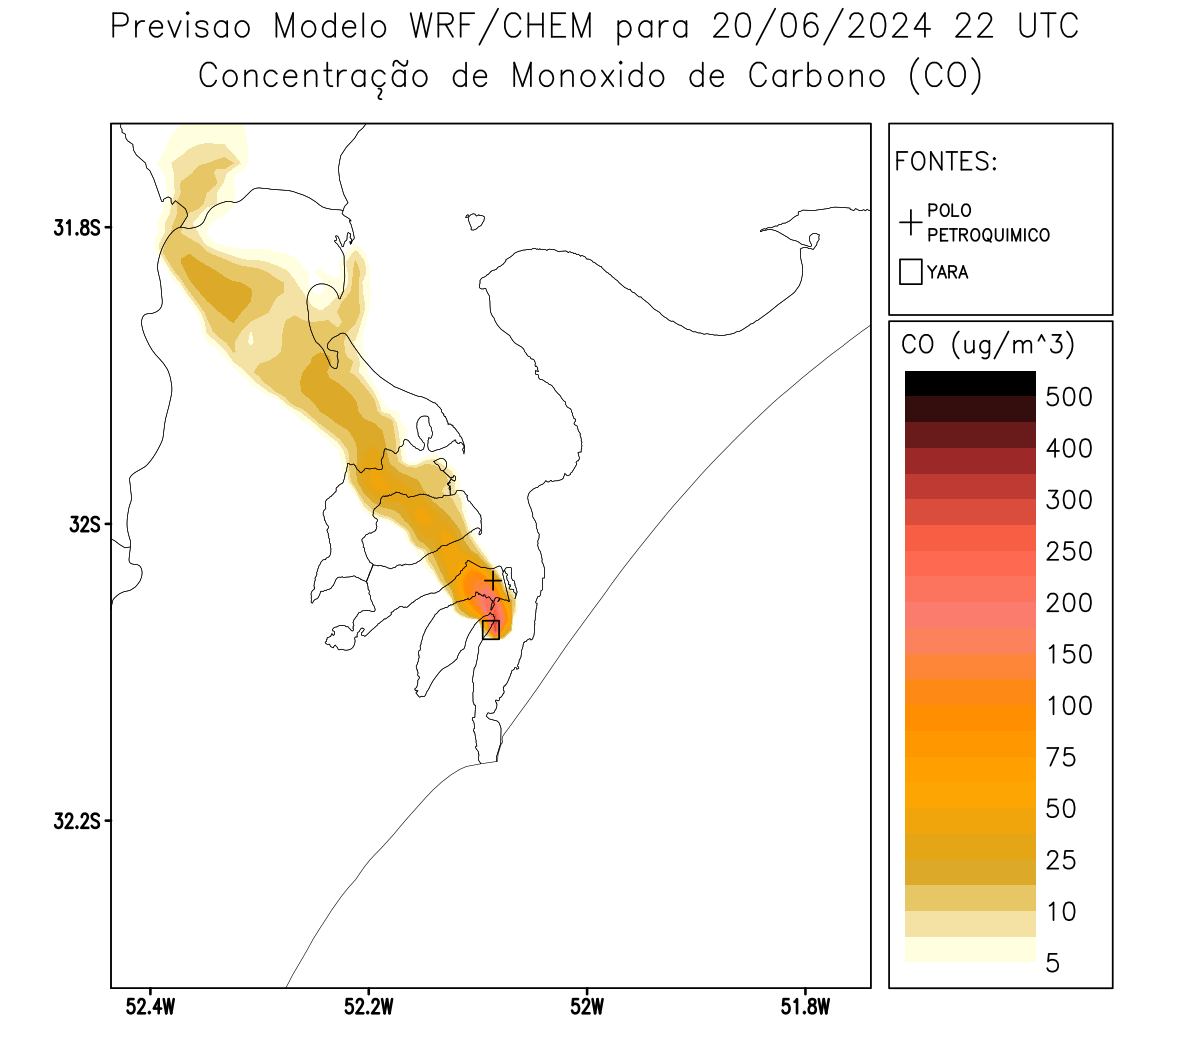 Previsao Modelo WRF/CHEM para 20/06/2024 22 UTC
Concentração de Monoxido de Carbono (CO)
FONTES:
POLO
PETROQUIMICO
YARA
CO (ug/m^3)
500
400
300
250
200
150
100
75
50
25
10
5
31.8S
32S
32.2S
52.4W
52.2W
52W
51.8W